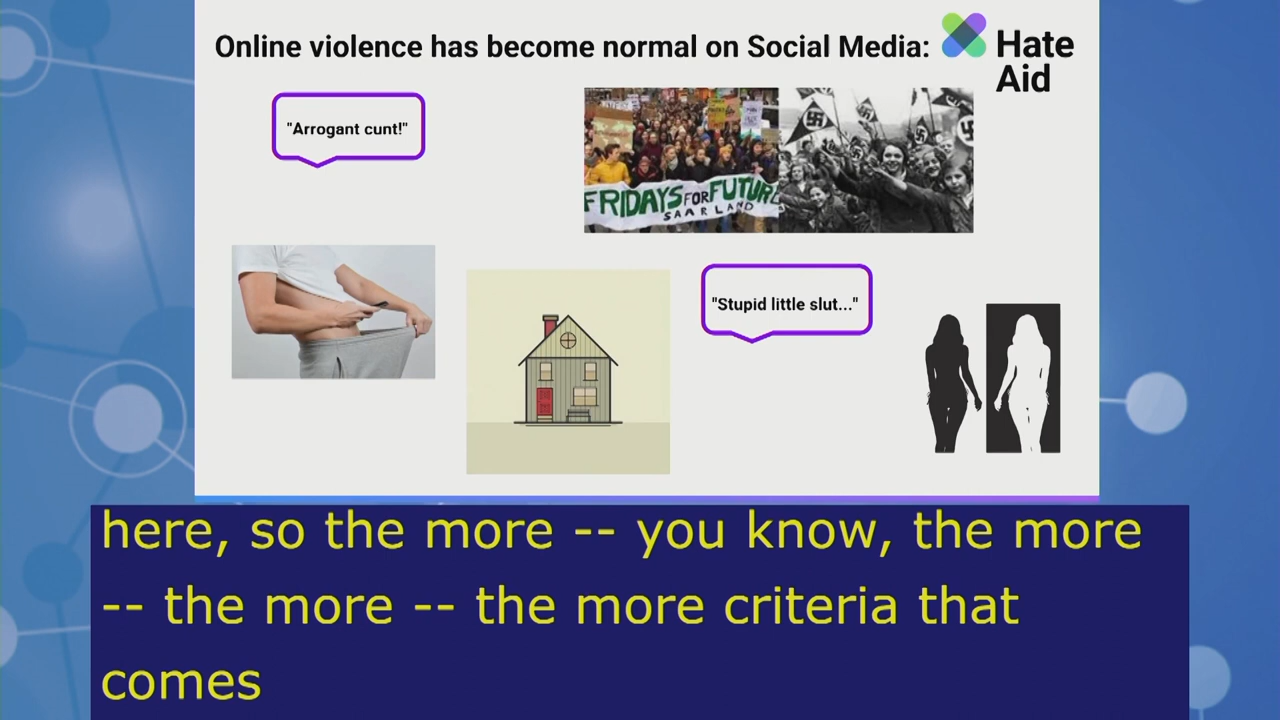 Online violence has become normal on Social Media:
Hate
Aid
"Arrogant cunt!"
FRIDAYS FOR FUTURE
SAARLAND
"Stupid little slut..."
here, so the more -- you know, the more
-- the more -- the more criteria that
comes